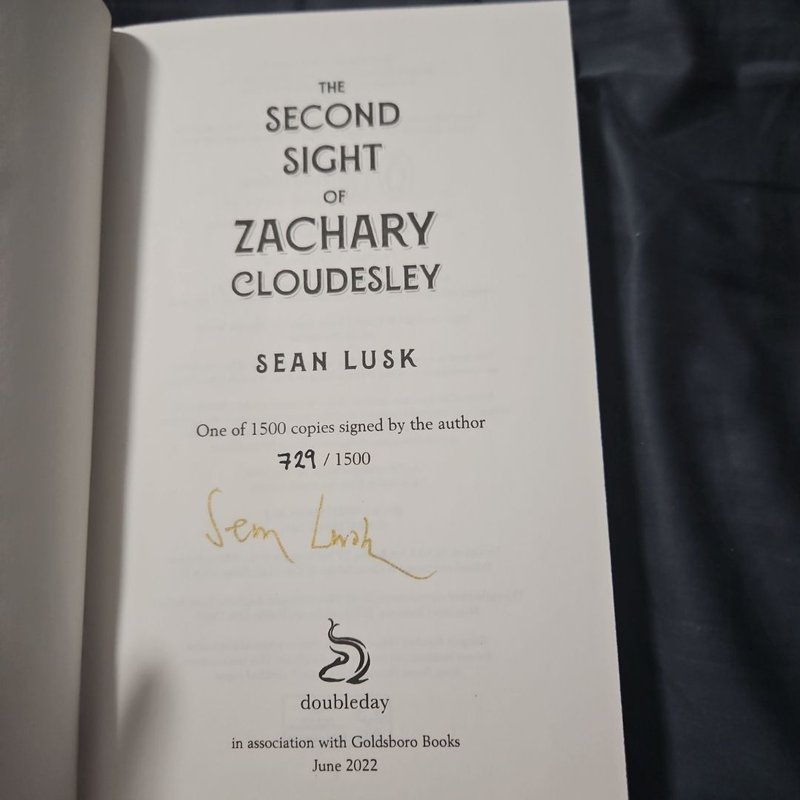 THE
SECOND
SIGHT
OF
ZACHARY
CLOUDESLEY
SEAN LUSK
One of 1500 copies signed by the author
729 / 1500
Sean Lusk
doubleday
in association with Goldsboro Books
June 2022